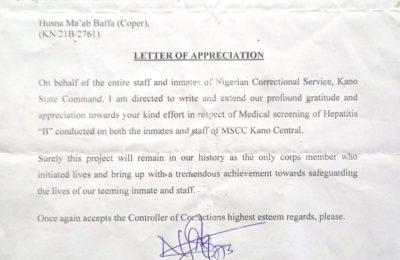 Husna Ma'ab Baffa (Coper),
(KN/21B/2761).
LETTER OF APPRECIATION
On behalf of the entire staff and inmates of Nigerian Correctional Service, Kano
State Command. I am directed to write and extend our profound gratitude and
appreciation towards your kind effort in respect of Medical screening of Hepatitis
"B" conducted on both the inmates and staff of MSCC Kano Central.
Surely this project will remain in our history as the only corps member who
initiated lives and bring up with a tremendous achievement towards safeguarding
the lives of our teeming inmate and staff.
Once again accepts the Controller of Corrections highest esteem regards, please.